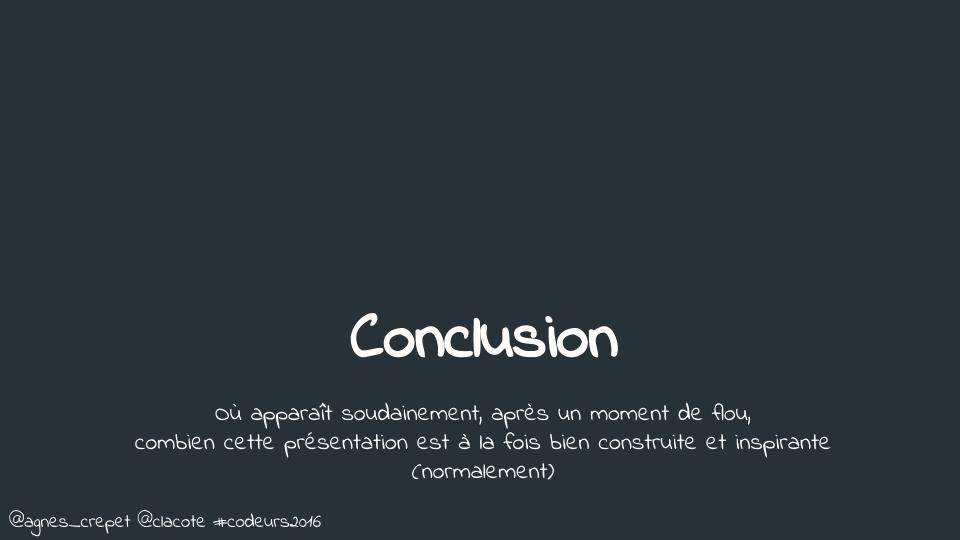 Conclusion
Où apparaît soudainement, après un moment de flou,
combien cette présentation est à la fois bien construite et inspirante
(normalement)
@agnes_crepet @clacote #codeurs2016